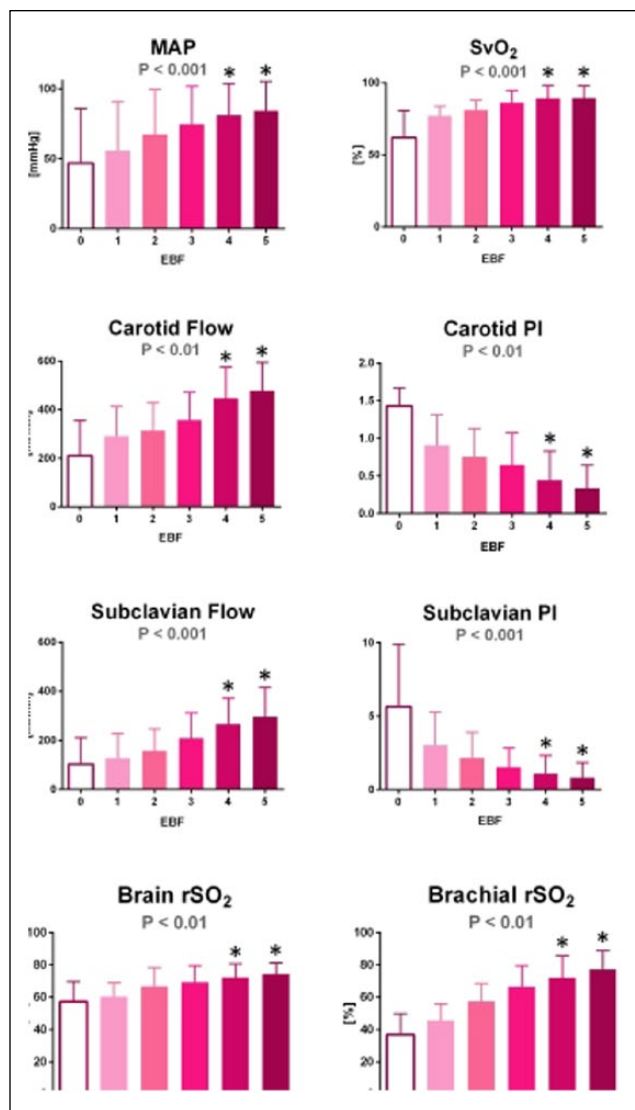 MAP
P < 0.001
* *
100
50
0
[mmHg]
0 1 2 3 4 5
EBF
SvO₂
P < 0.001
* *
100
50
0
[%]
0 1 2 3 4 5
EBF
Carotid Flow
P < 0.01
* *
600
400
200
0
0 1 2 3 4 5
EBF
Carotid PI
P < 0.01
* *
2.0
1.5
1.0
0.5
0.0
0 1 2 3 4 5
EBF
Subclavian Flow
P < 0.001
* *
600
400
200
0
0 1 2 3 4 5
EBF
Subclavian PI
P < 0.001
* *
10
5
0
0 1 2 3 4 5
EBF
Brain rSO₂
P < 0.01
* *
100
80
60
40
20
Brachial rSO₂
P < 0.01
* *
100
80
60
40
20
[%]